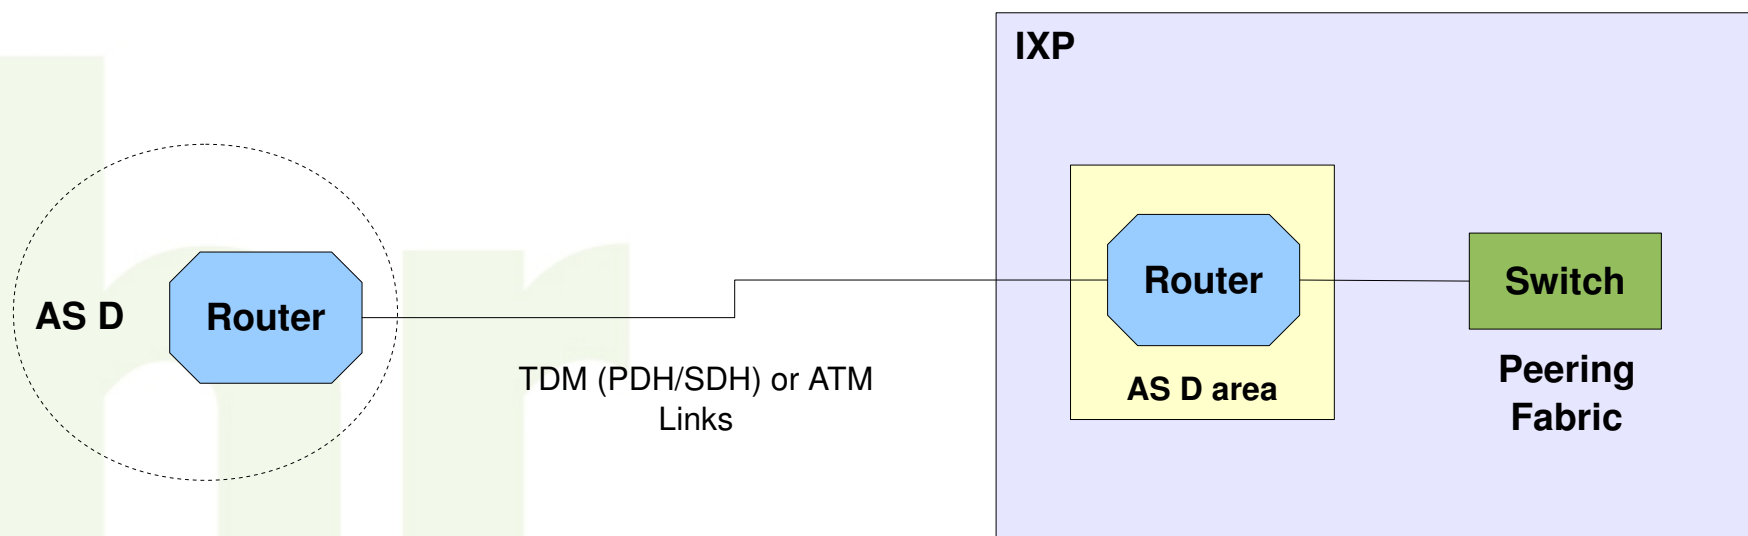 IXP
AS D
Router
TDM (PDH/SDH) or ATM
Links
Router
AS D area
Switch
Peering
Fabric